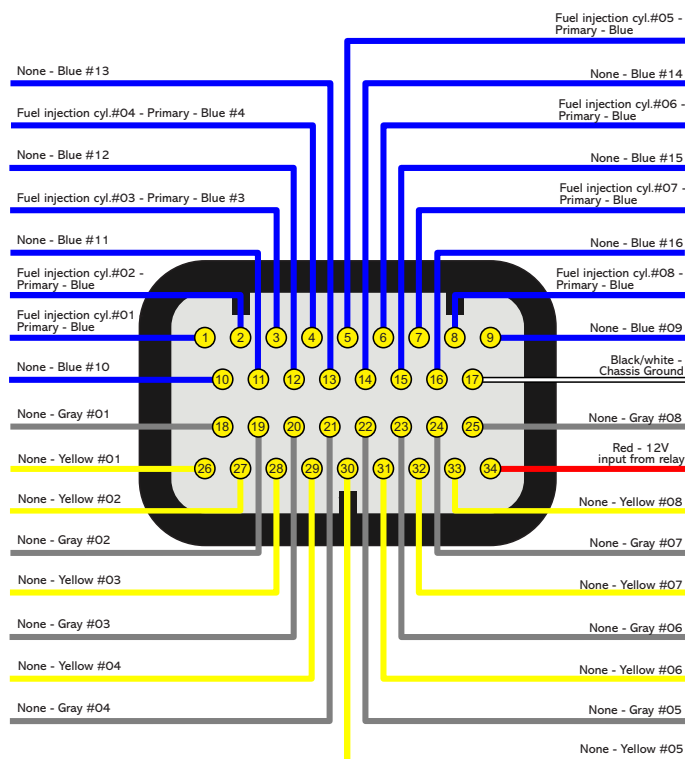 Fuel injection cyl.#05 -
Primary - Blue
None - Blue #13
None - Blue #14
Fuel injection cyl.#04 - Primary - Blue #4
Fuel injection cyl.#06 -
Primary - Blue
None - Blue #12
None - Blue #15
Fuel injection cyl.#03 - Primary - Blue #3
Fuel injection cyl.#07 -
Primary - Blue
None - Blue #11
None - Blue #16
Fuel injection cyl.#02 -
Primary - Blue
Fuel injection cyl.#08 -
Primary - Blue
Fuel injection cyl.#01
Primary - Blue
1 2 3 4 5 6 7 8 9
None - Blue #09
None - Blue #10
10 11 12 13 14 15 16 17
Black/white -
Chassis Ground
None - Gray #01
18 19 20 21 22 23 24 25
None - Gray #08
None - Yellow #01
26 27 28 29 30 31 32 33 34
Red - 12V
input from relay
None - Yellow #02
None - Yellow #08
None - Gray #02
None - Gray #07
None - Yellow #03
None - Yellow #07
None - Gray #03
None - Gray #06
None - Yellow #04
None - Yellow #06
None - Gray #04
None - Gray #05
None - Yellow #05